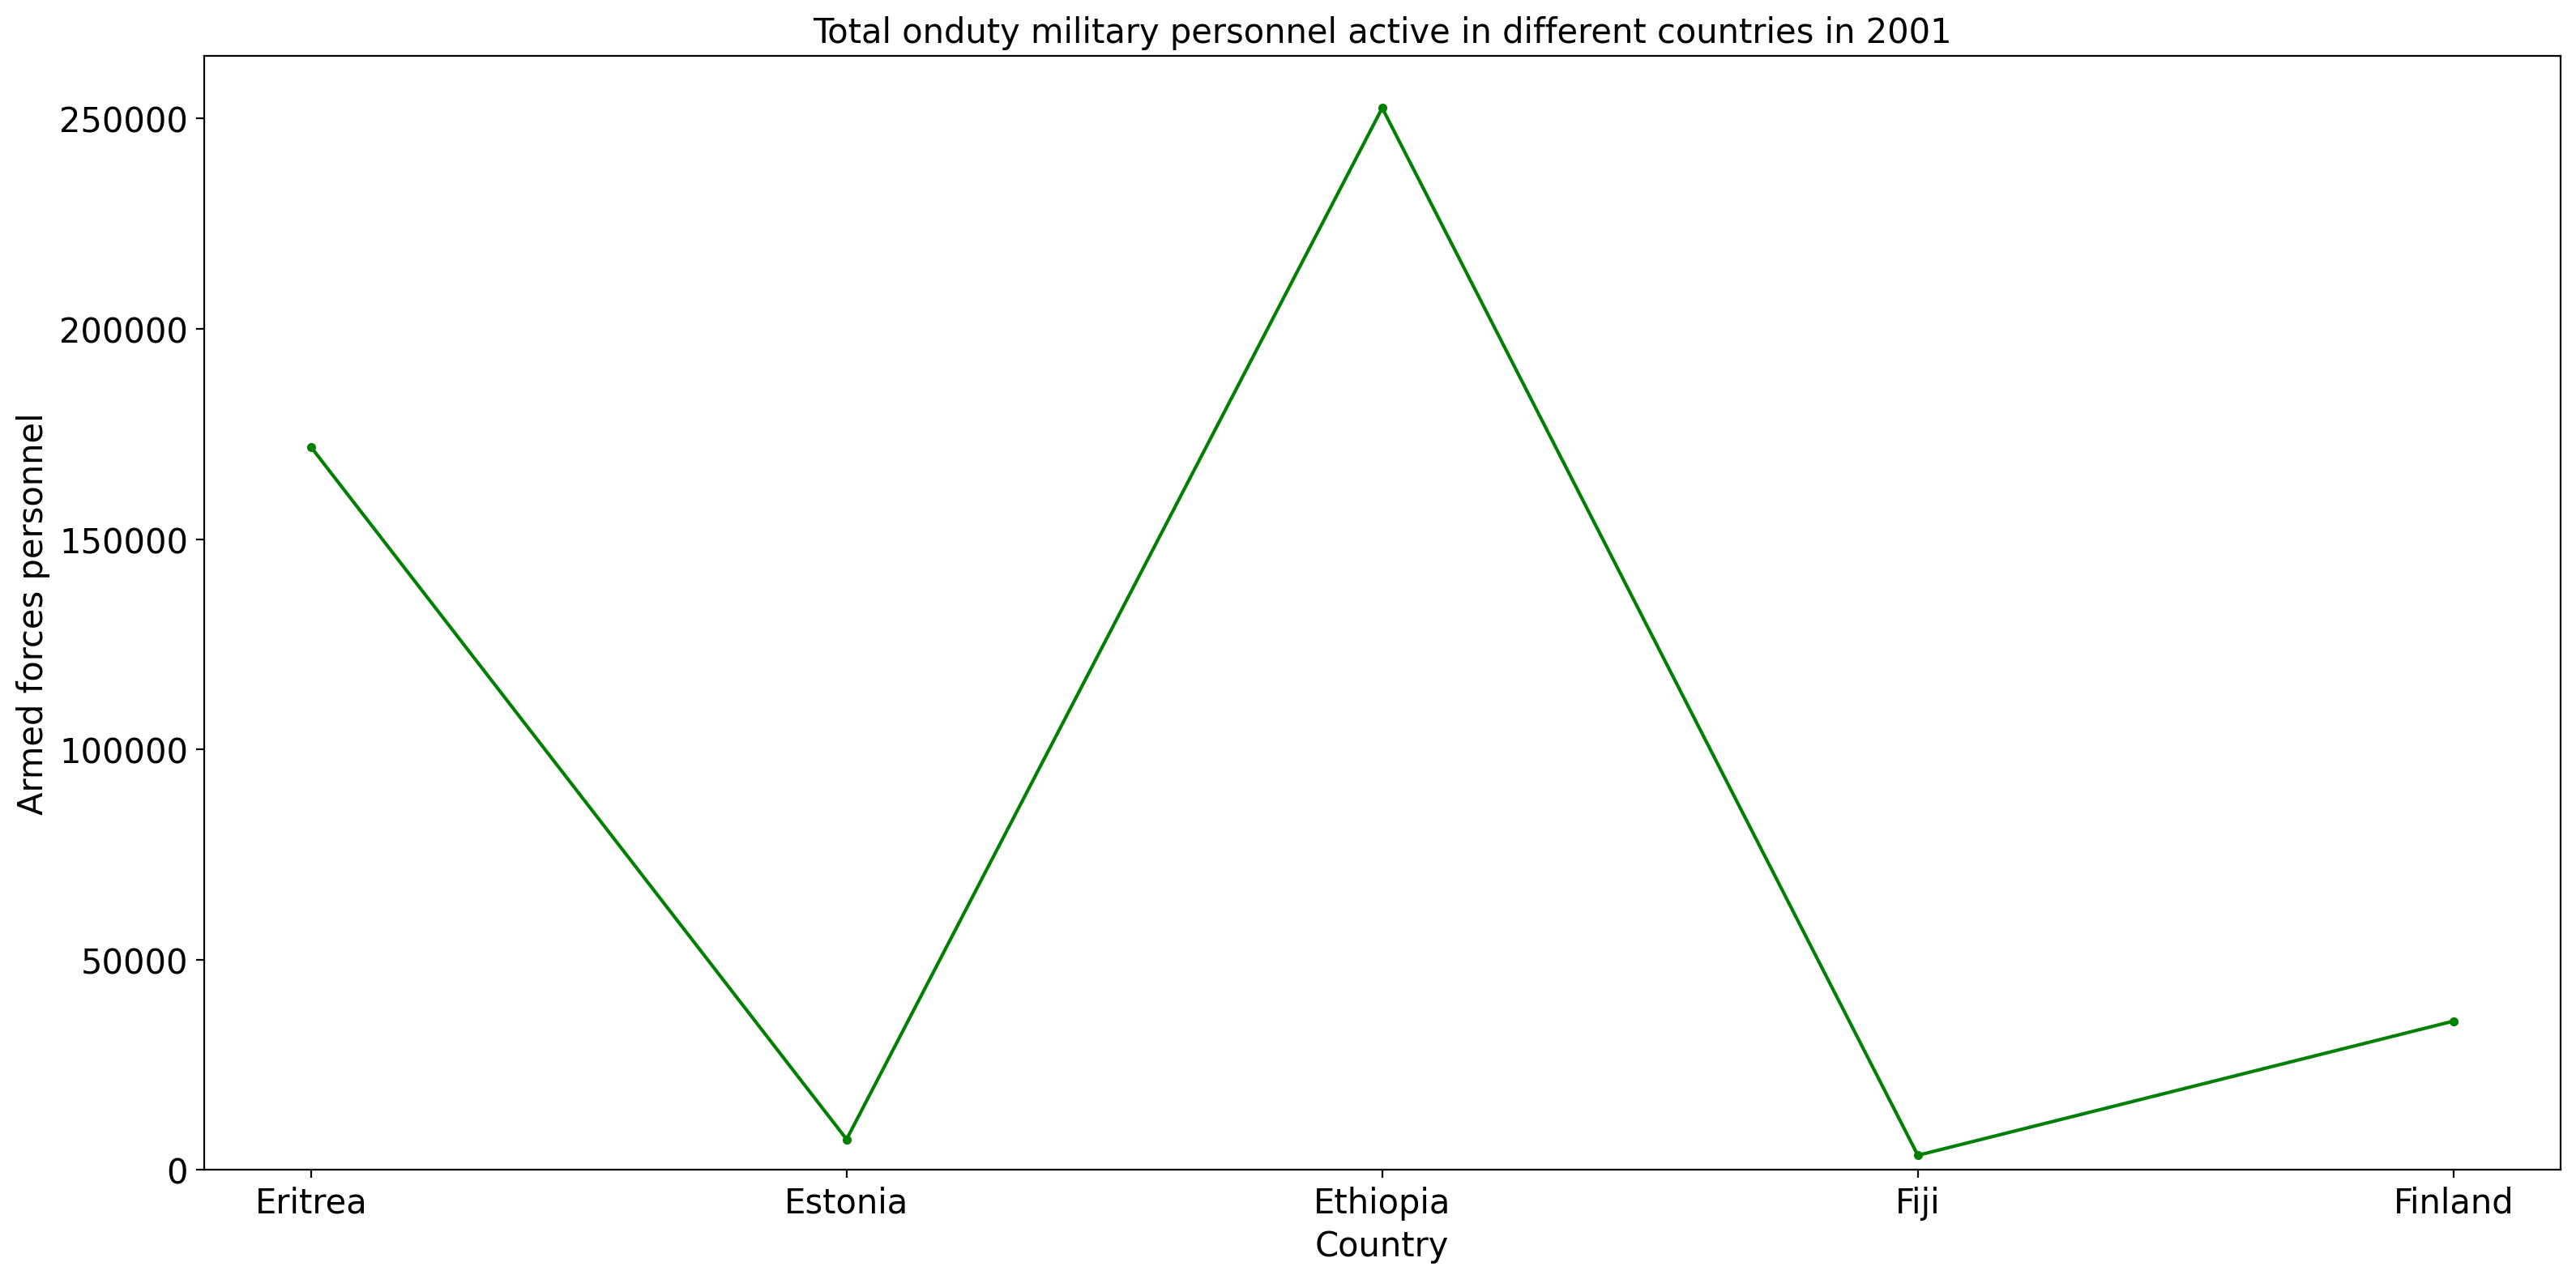 Total onduty military personnel active in different countries in 2001
Armed forces personnel
250000
200000
150000
100000
50000
0
Eritrea Estonia Ethiopia Fiji Finland
Country